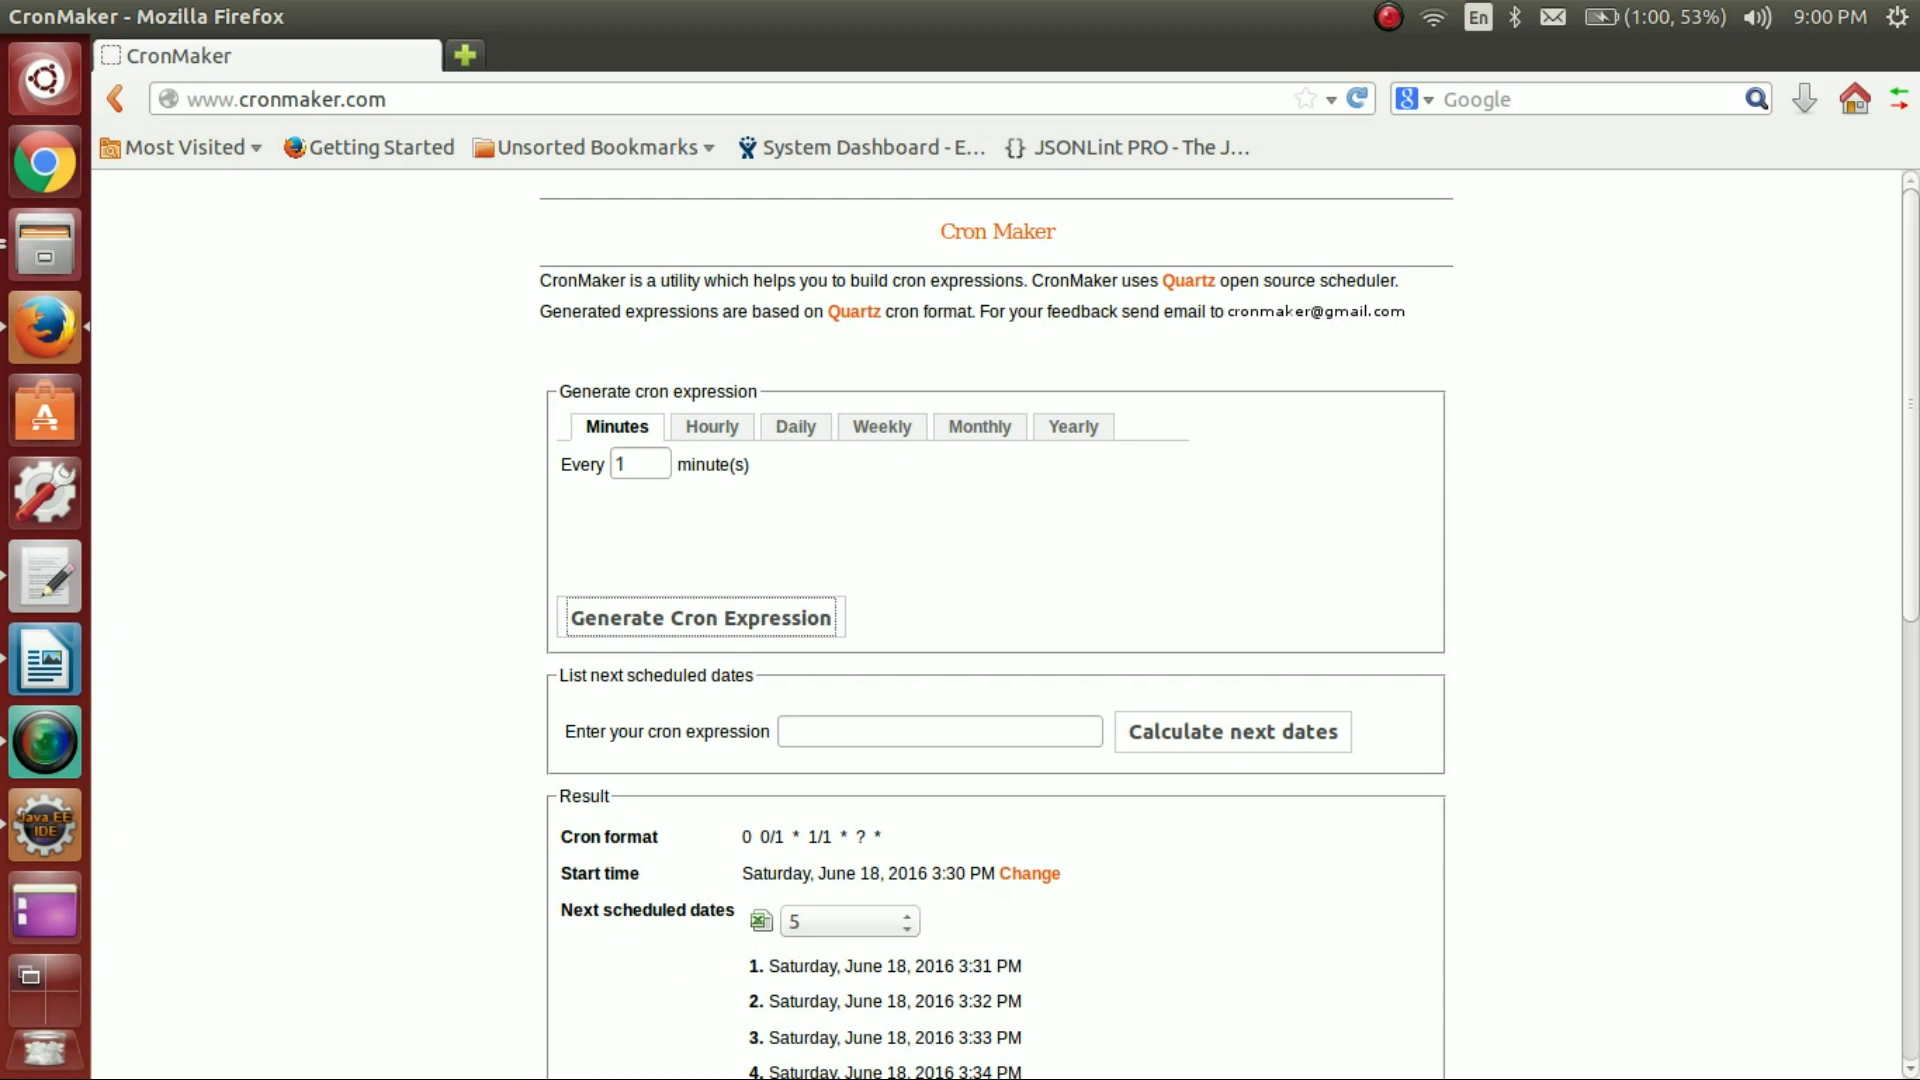 CronMaker - Mozilla Firefox
En
(1:00, 53%)
9:00 PM
CronMaker
www.cronmaker.com
8
Google
Most Visited
Getting Started
Unsorted Bookmarks
System Dashboard - E...
{} JSONLint PRO - The J...
Cron Maker
CronMaker is a utility which helps you to build cron expressions. CronMaker uses Quartz open source scheduler.
Generated expressions are based on Quartz cron format. For your feedback send email to cronmaker@gmail.com
Generate cron expression
Minutes Hourly Daily Weekly Monthly Yearly
Every 1 minute(s)
Generate Cron Expression
List next scheduled dates
Enter your cron expression
Calculate next dates
Result
Cron format 0 0/1 * 1/1 * ? *
Start time Saturday, June 18, 2016 3:30 PM Change
Next scheduled dates 5
1. Saturday, June 18, 2016 3:31 PM
2. Saturday, June 18, 2016 3:32 PM
3. Saturday, June 18, 2016 3:33 PM
4. Saturday, June 18, 2016 3:34 PM
Java EE
IDE